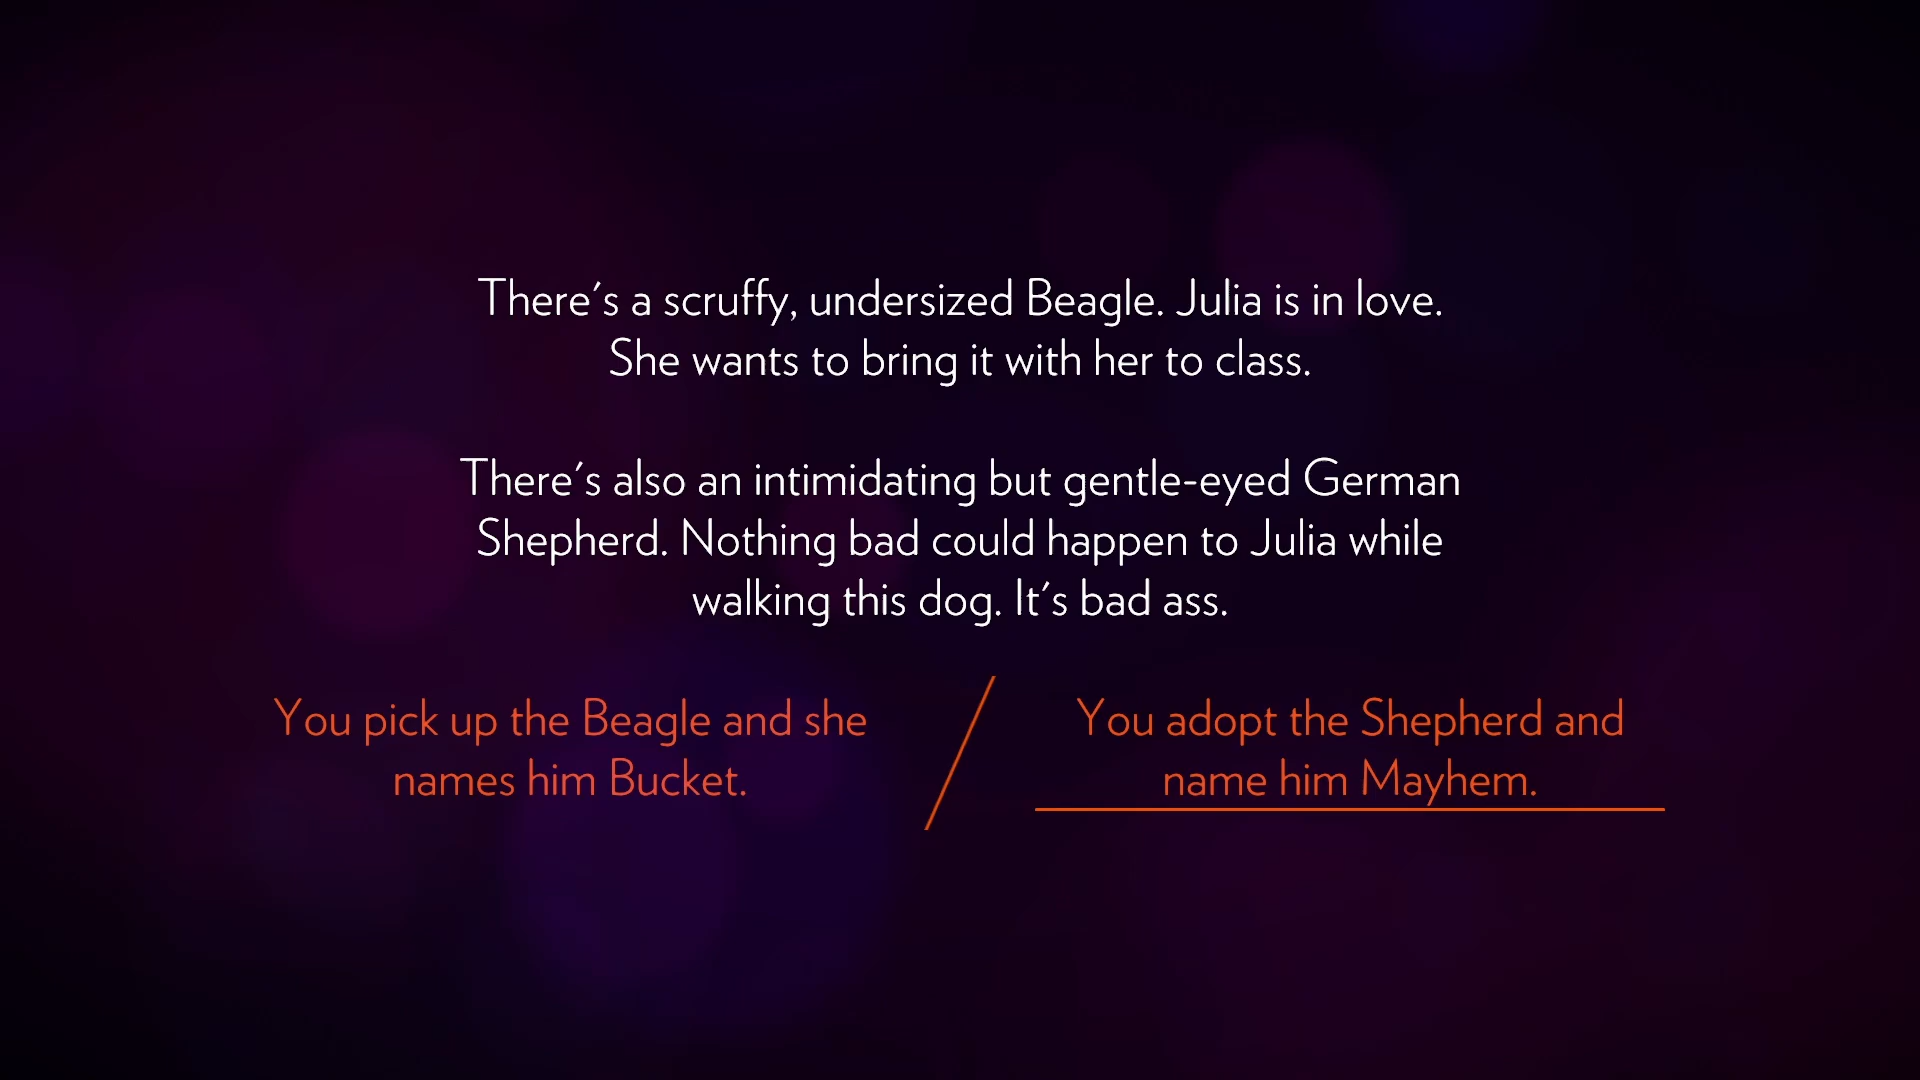 There's a scruffy, undersized Beagle. Julia is in love.
She wants to bring it with her to class.
There's also an intimidating but gentle-eyed German
Shepherd. Nothing bad could happen to Julia while
walking this dog. It's bad ass.
You pick up the Beagle and she
names him Bucket.
You adopt the Shepherd and
name him Mayhem.